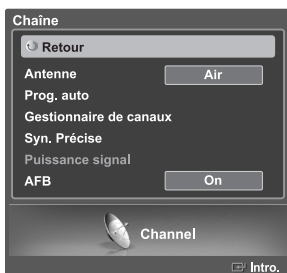 Chaîne
Retour
Antenne Air
Prog. auto
Gestionnaire de canaux
Syn. Précise
Puissance signal
AFB On
Channel
Intro.